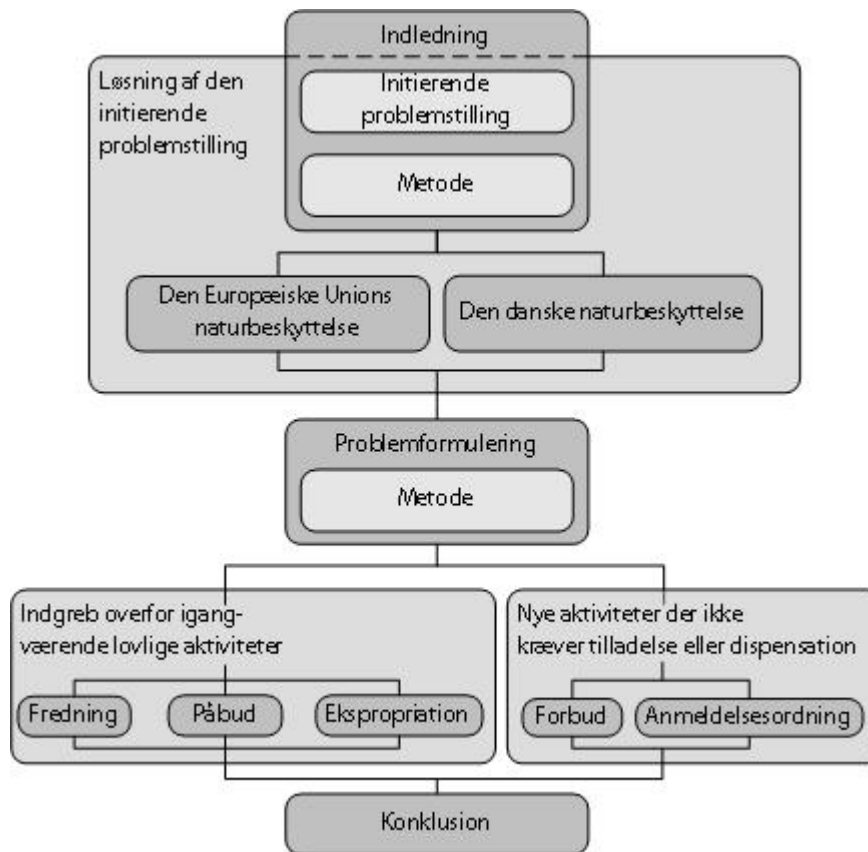 Indledning
Løsning af den
initierende
problemstilling
Initierende
problemstilling
Metode
Den Europæiske Unions
naturbeskyttelse
Den danske naturbeskyttelse
Problemformulering
Metode
Indgreb overfor igang-
værende lovlige aktiviteter
Fredning
Påbud
Ekspropriation
Nye aktiviteter der ikke
kræver tilladelse eller dispensation
Forbud
Anmeldelsesordning
Konklusion